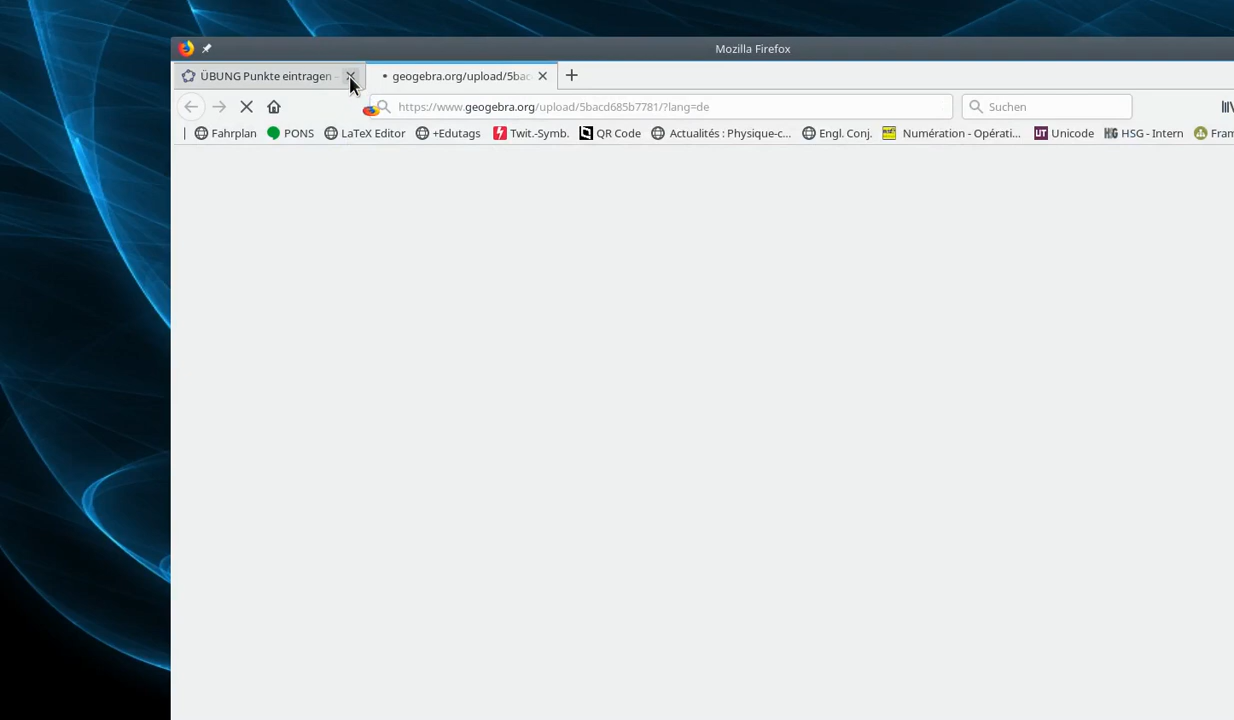 Mozilla Firefox
ÜBUNG Punkte eintragen - geogebra.org/upload/5bac
https://www.geogebra.org/upload/5bacd685b7781/?lang=de Suchen
Fahrplan PONS LaTeX Editor +Edutags Twit.-Symb. QR Code Actualités : Physique-c... Engl. Conj. Numération - Opérati... Unicode HSG - Intern Fram